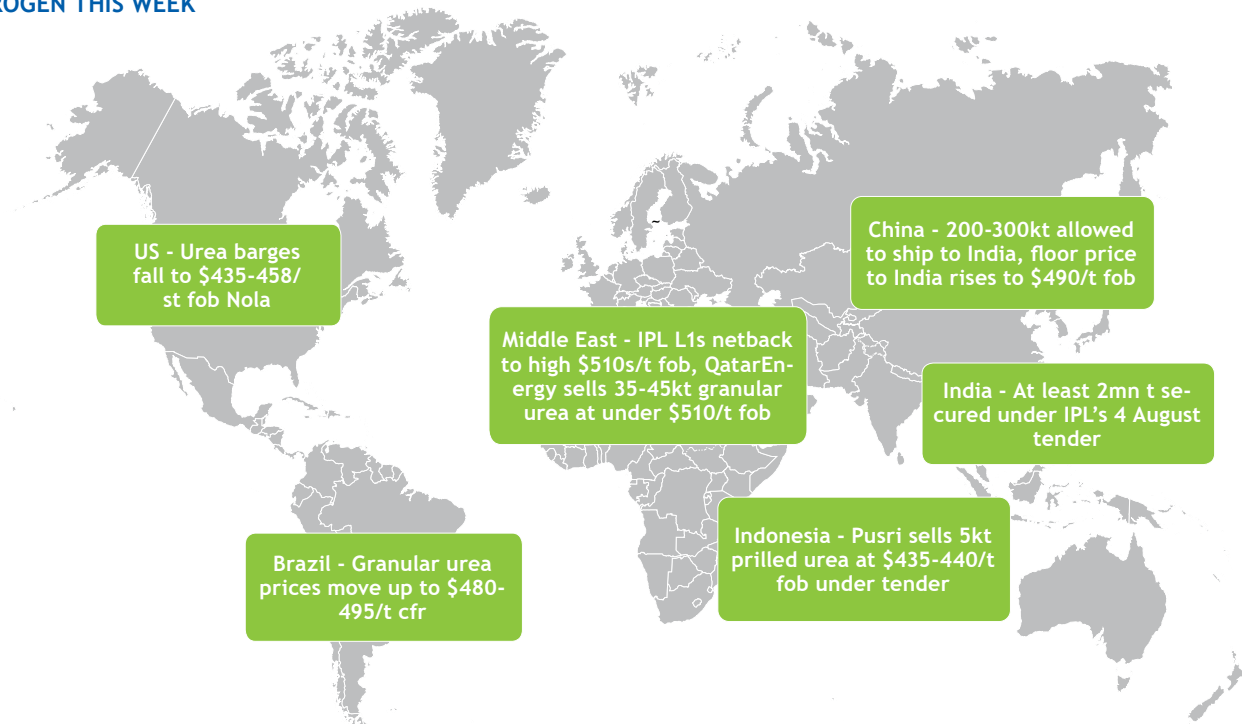 ROGEN THIS WEEK
US - Urea barges
fall to $435-458/
st fob Nola
China - 200-300kt allowed
to ship to India, floor price
to India rises to $490/t fob
Middle East - IPL L1s netback
to high $510s/t fob, QatarEn-
ergy sells 35-45kt granular
urea at under $510/t fob
India - At least 2mn t se-
cured under IPL’s 4 August
tender
Indonesia - Pusri sells 5kt
prilled urea at $435-440/t
fob under tender
Brazil - Granular urea
prices move up to $480-
495/t cfr
~